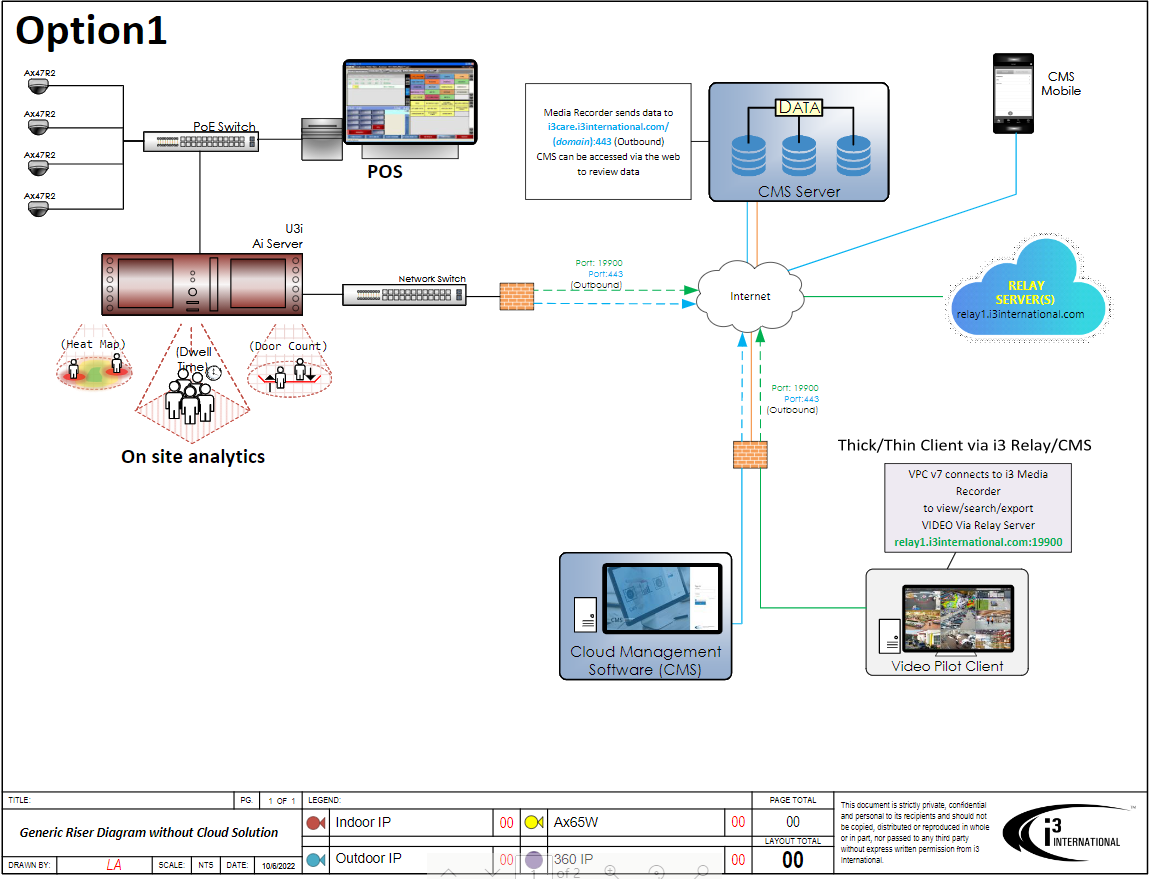 Option1
Ax47R2
Ax47R2
Ax47R2
Ax47R2
PoE Switch
POS
U3i
Ai Server
Network Switch
(Heat Map)
(Dwell
Time)
(Door Count)
On site analytics
Media Recorder sends data to
i3care.i3international.com/
(domain):443 (Outbound)
CMS can be accessed via the web
to review data
DATA
CMS Server
CMS
Mobile
Port: 19900
Port:443
(Outbound)
Internet
RELAY
SERVER(S)
relay1.i3international.com
Port: 19900
Port:443
(Outbound)
Thick/Thin Client via i3 Relay/CMS
VPC v7 connects to i3 Media
Recorder
to view/search/export
VIDEO Via Relay Server
relay1.i3international.com:19900
CMS
Cloud Management
Software (CMS)
Video Pilot Client
TITLE:
PG.
1 OF 1
LEGEND:
PAGE TOTAL
Generic Riser Diagram without Cloud Solution
Indoor IP
00
Ax65W
00
00
LAYOUT TOTAL
DRAWN BY:
LA
SCALE:
NTS
DATE:
10/6/2022
Outdoor IP
00
360 IP
00
00
1
of 2
This document is strictly private, confidential
and personal to its recipients and should not
be copied, distributed or reproduced in whole
or in part, nor passed to any third party
without express written permission from i3
International.
i3
INTERNATIONAL